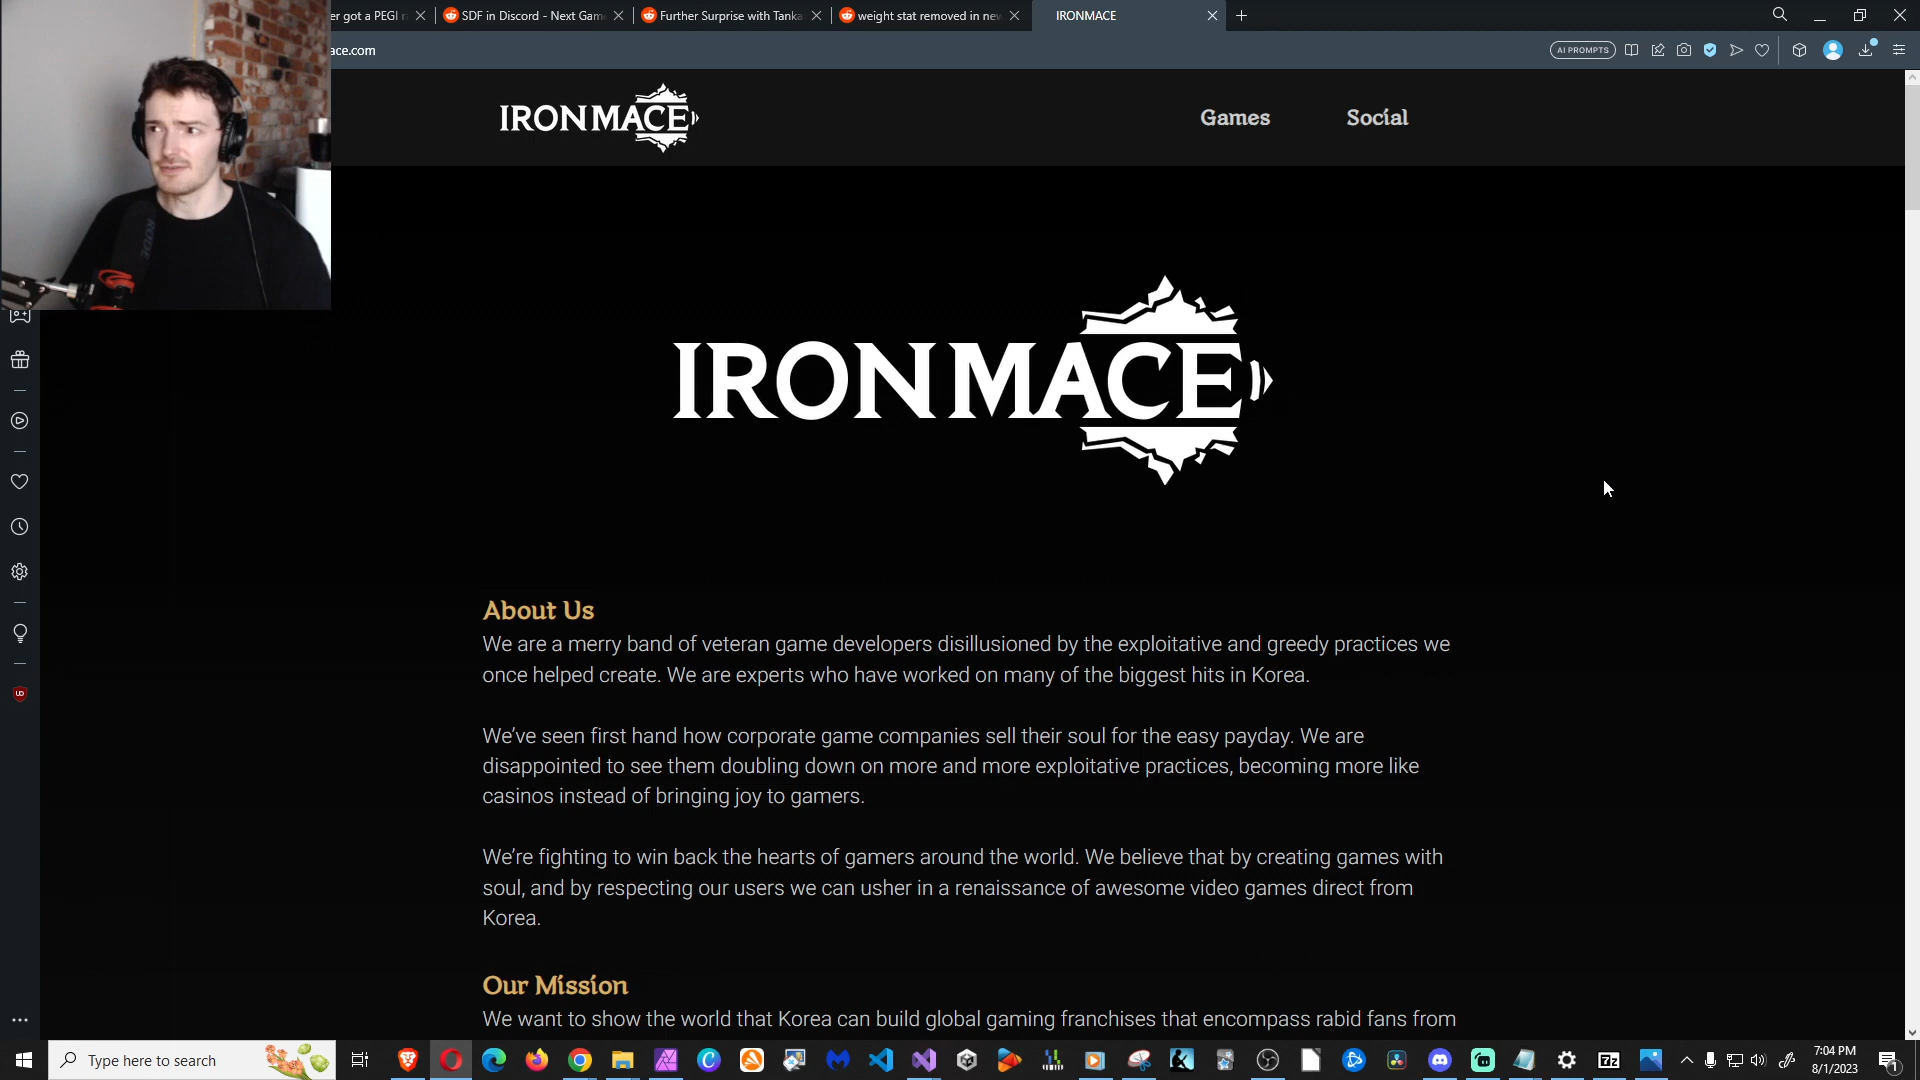 er got a PEGI r
SDF in Discord - Next Gam
Further Surprise with Tanka
weight stat removed in nev
IRONMACE
ace.com
AI PROMPTS
IRONMACE
Games
Social
IRONMACE
About Us
We are a merry band of veteran game developers disillusioned by the exploitative and greedy practices we
once helped create. We are experts who have worked on many of the biggest hits in Korea.
We've seen first hand how corporate game companies sell their soul for the easy payday. We are
disappointed to see them doubling down on more and more exploitative practices, becoming more like
casinos instead of bringing joy to gamers.
We're fighting to win back the hearts of gamers around the world. We believe that by creating games with
soul, and by respecting our users we can usher in a renaissance of awesome video games direct from
Korea.
Our Mission
We want to show the world that Korea can build global gaming franchises that encompass rabid fans from
RODE
Type here to search
7z
7:04 PM
8/1/2023
1